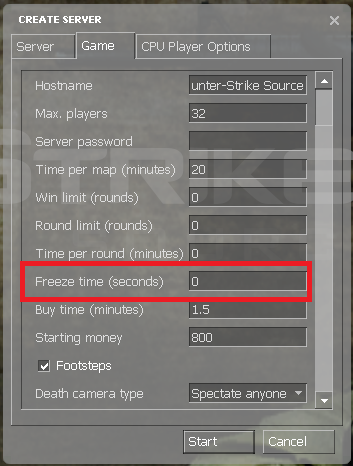 CREATE SERVER
Server Game CPU Player Options
Hostname unter-Strike Source
Max. players 32
Server password
Time per map (minutes) 20
Win limit (rounds) 0
Round limit (rounds) 0
Time per round (minutes) 0
Freeze time (seconds) 0
Buy time (minutes) 1.5
Starting money 800
Footsteps
Death camera type Spectate anyone
Start Cancel